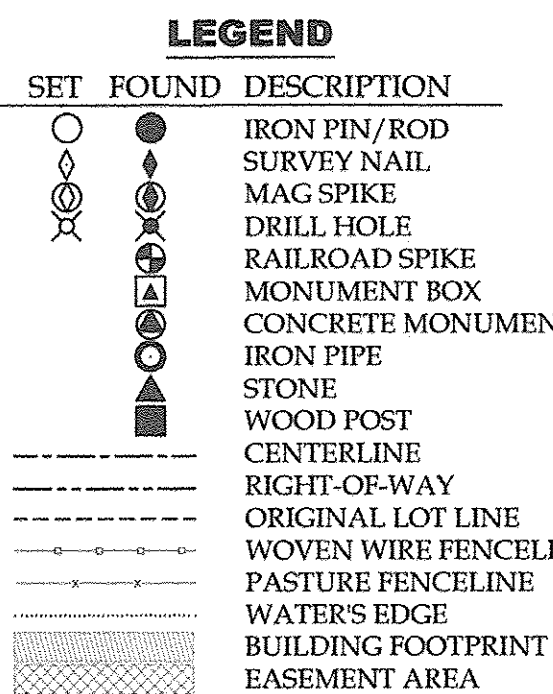 LEGEND
SET FOUND DESCRIPTION
IRON PIN/ROD
SURVEY NAIL
MAG SPIKE
DRILL HOLE
RAILROAD SPIKE
MONUMENT BOX
CONCRETE MONUMEN
IRON PIPE
STONE
WOOD POST
CENTERLINE
RIGHT-OF-WAY
ORIGINAL LOT LINE
WOVEN WIRE FENCELI
PASTURE FENCELINE
WATER'S EDGE
BUILDING FOOTPRINT
EASEMENT AREA